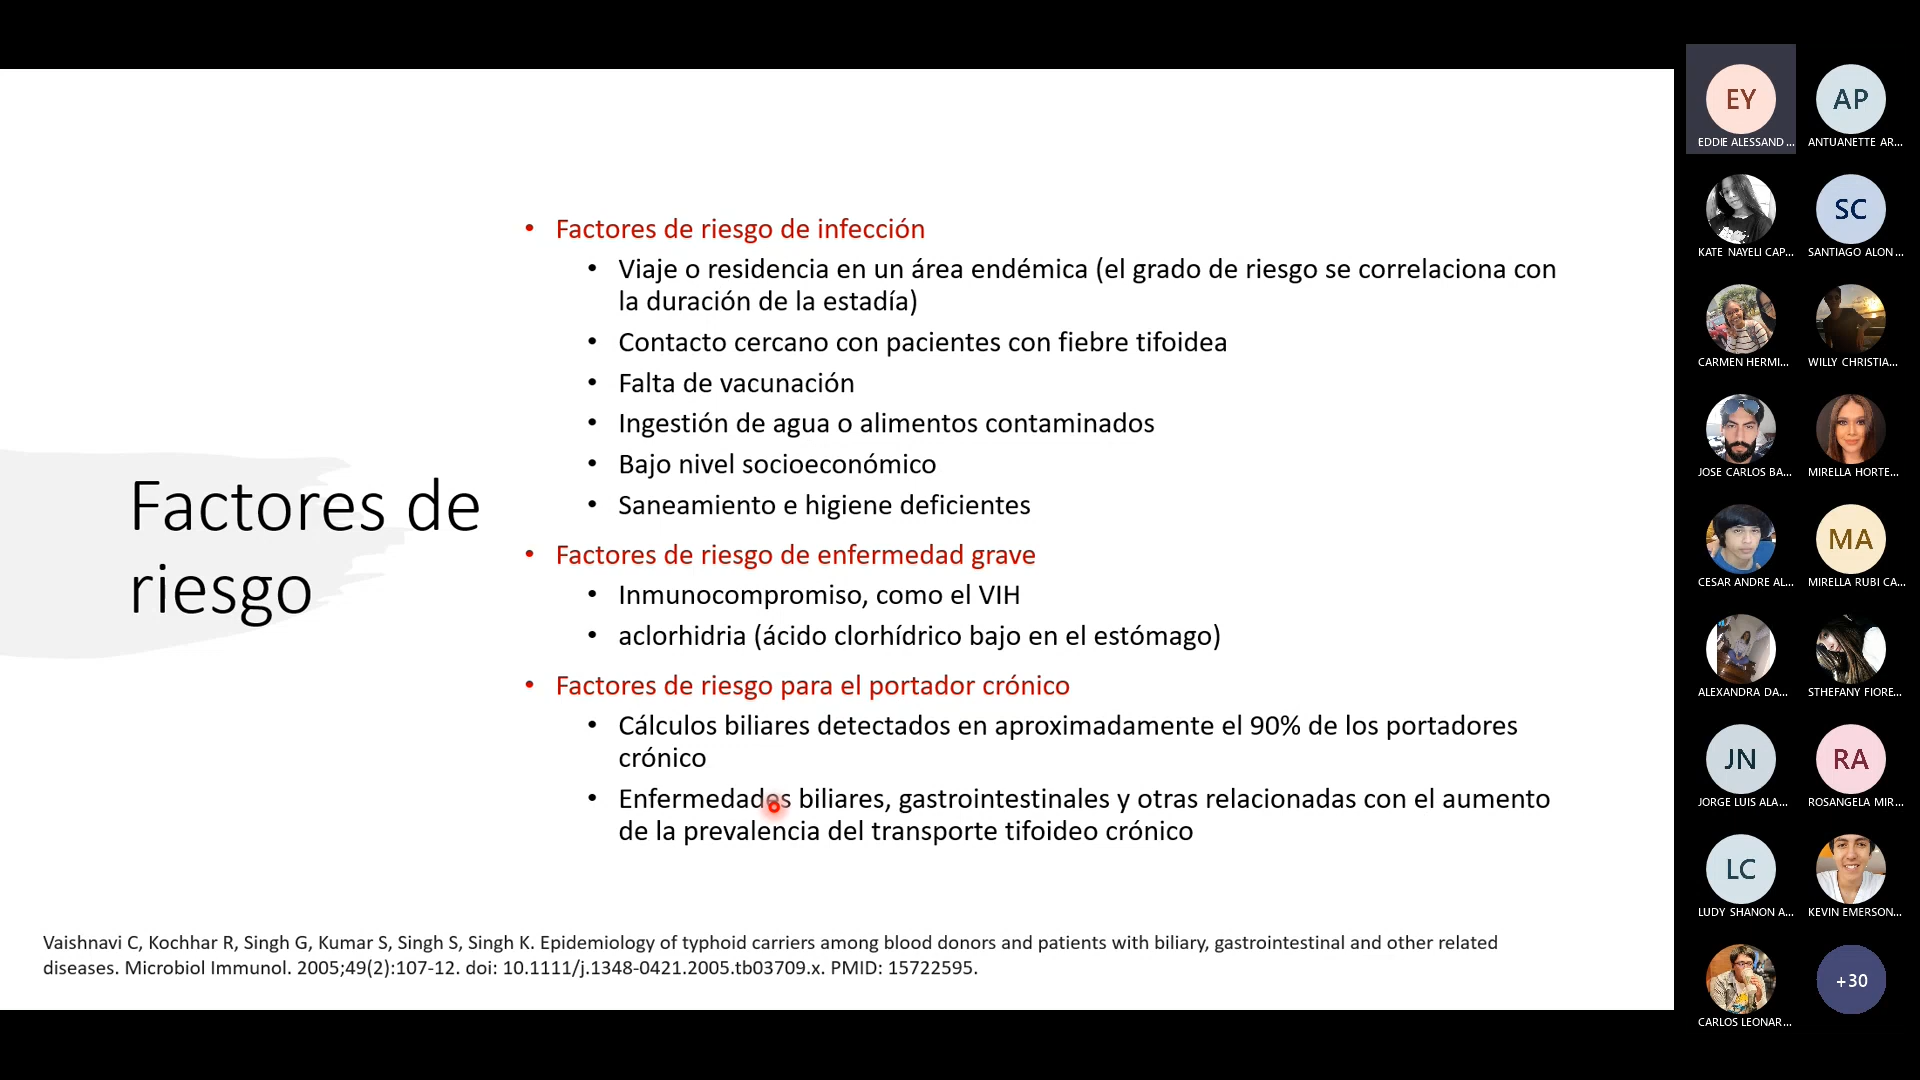 Factores de
riesgo
• Factores de riesgo de infección
• Viaje o residencia en un área endémica (el grado de riesgo se correlaciona con
la duración de la estadía)
• Contacto cercano con pacientes con fiebre tifoidea
• Falta de vacunación
• Ingestión de agua o alimentos contaminados
• Bajo nivel socioeconómico
• Saneamiento e higiene deficientes
• Factores de riesgo de enfermedad grave
• Inmunocompromiso, como el VIH
• aclorhidria (ácido clorhídrico bajo en el estómago)
• Factores de riesgo para el portador crónico
• Cálculos biliares detectados en aproximadamente el 90% de los portadores
crónico
• Enfermedades biliares, gastrointestinales y otras relacionadas con el aumento
de la prevalencia del transporte tifoideo crónico
Vaishnavi C, Kochhar R, Singh G, Kumar S, Singh S, Singh K. Epidemiology of typhoid carriers among blood donors and patients with biliary, gastrointestinal and other related
diseases. Microbiol Immunol. 2005;49(2):107-12. doi: 10.1111/j.1348-0421.2005.tb03709.x. PMID: 15722595.
EY
EDDIE ALESSAND...
AP
ANTUANETTE AR...
KATE NAYELI CAP...
SC
SANTIAGO ALON...
CARMEN HERMI...
WILLY CHRISTIA...
JOSE CARLOS BA...
MIRELLA HORTE...
CESAR ANDRE AL...
MA
MIRELLA RUBI CA...
ALEXANDRA DA...
STHEFANY FIORE...
JN
JORGE LUIS ALA...
RA
ROSANGELA MIR...
LC
LUDY SHANON A...
KEVIN EMERSON...
CARLOS LEONAR...
+30